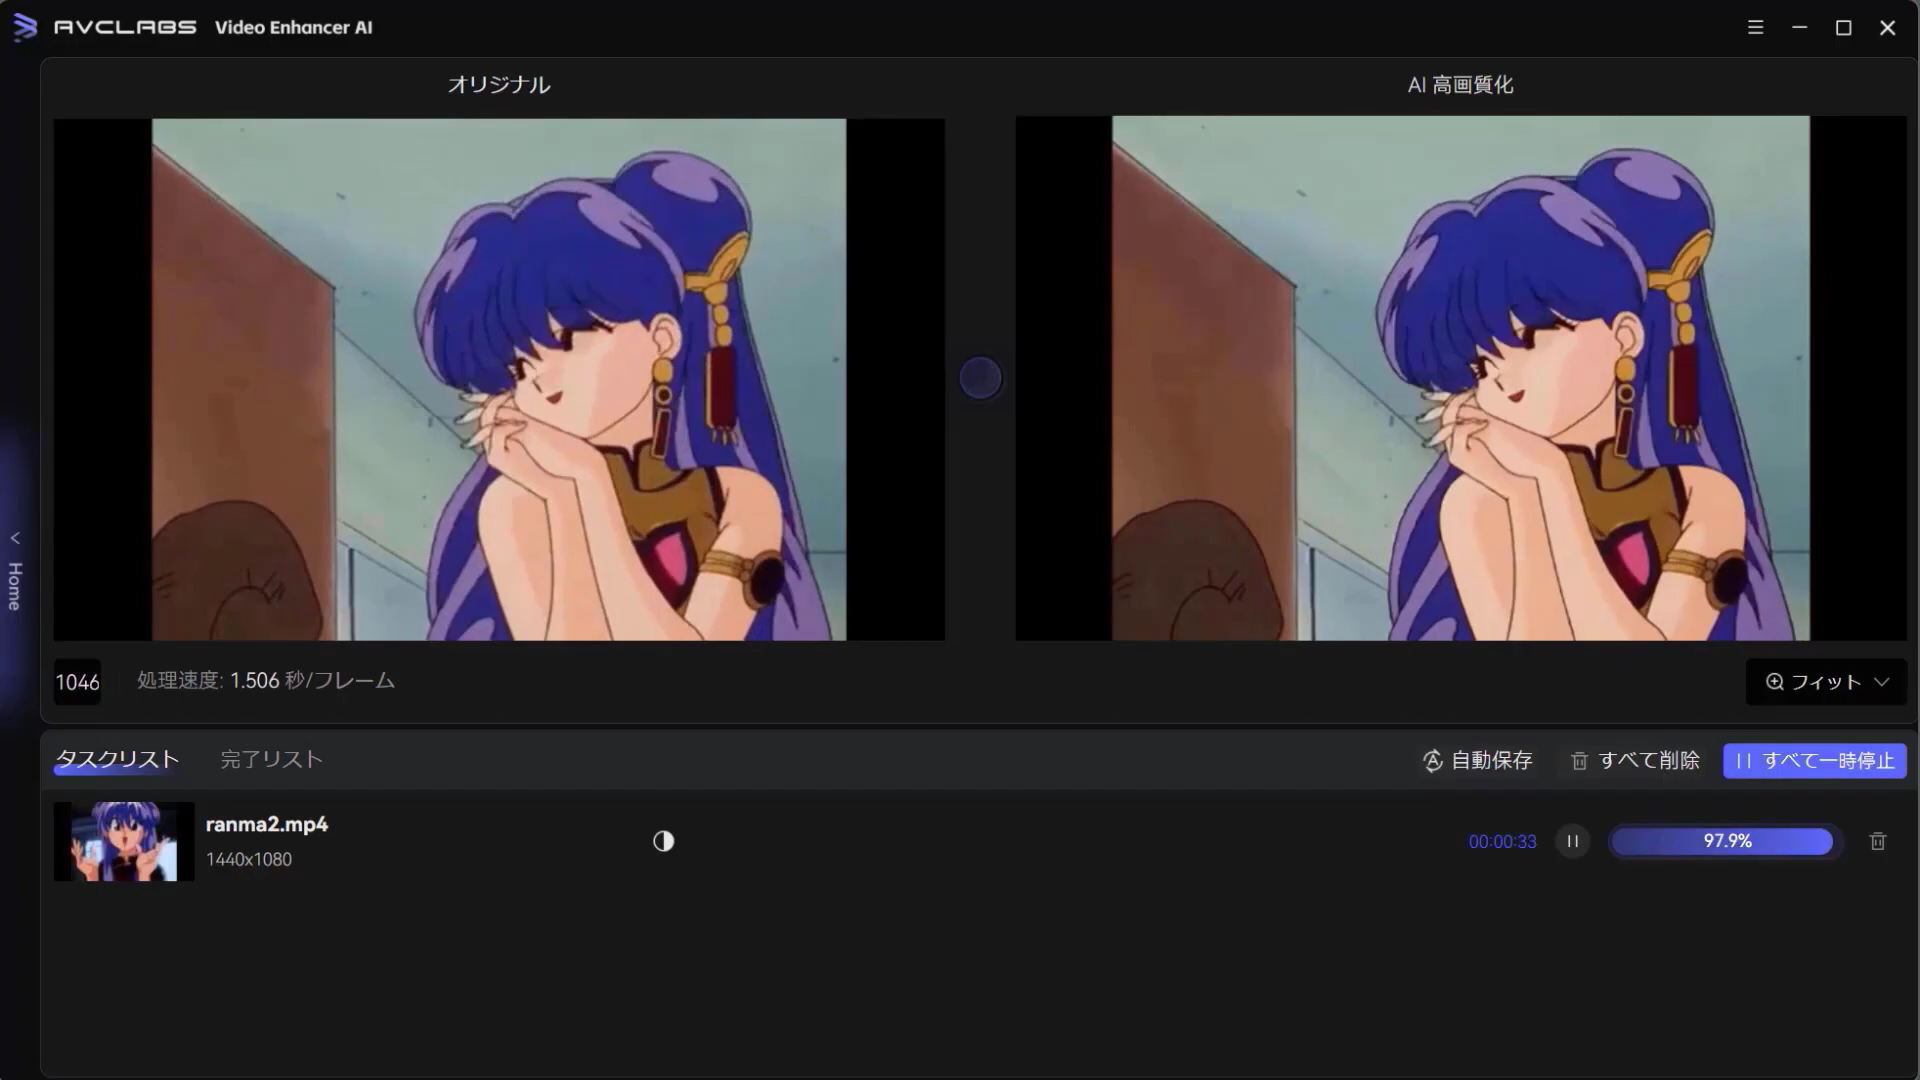 AVCLABS Video Enhancer AI
オリジナル
AI 高画質化
Home
1046
処理速度: 1.506 秒/フレーム
フィット
タスクリスト
完了リスト
自動保存
すべて削除
すべて一時停止
ranma2.mp4
1440x1080
00:00:33
97.9%